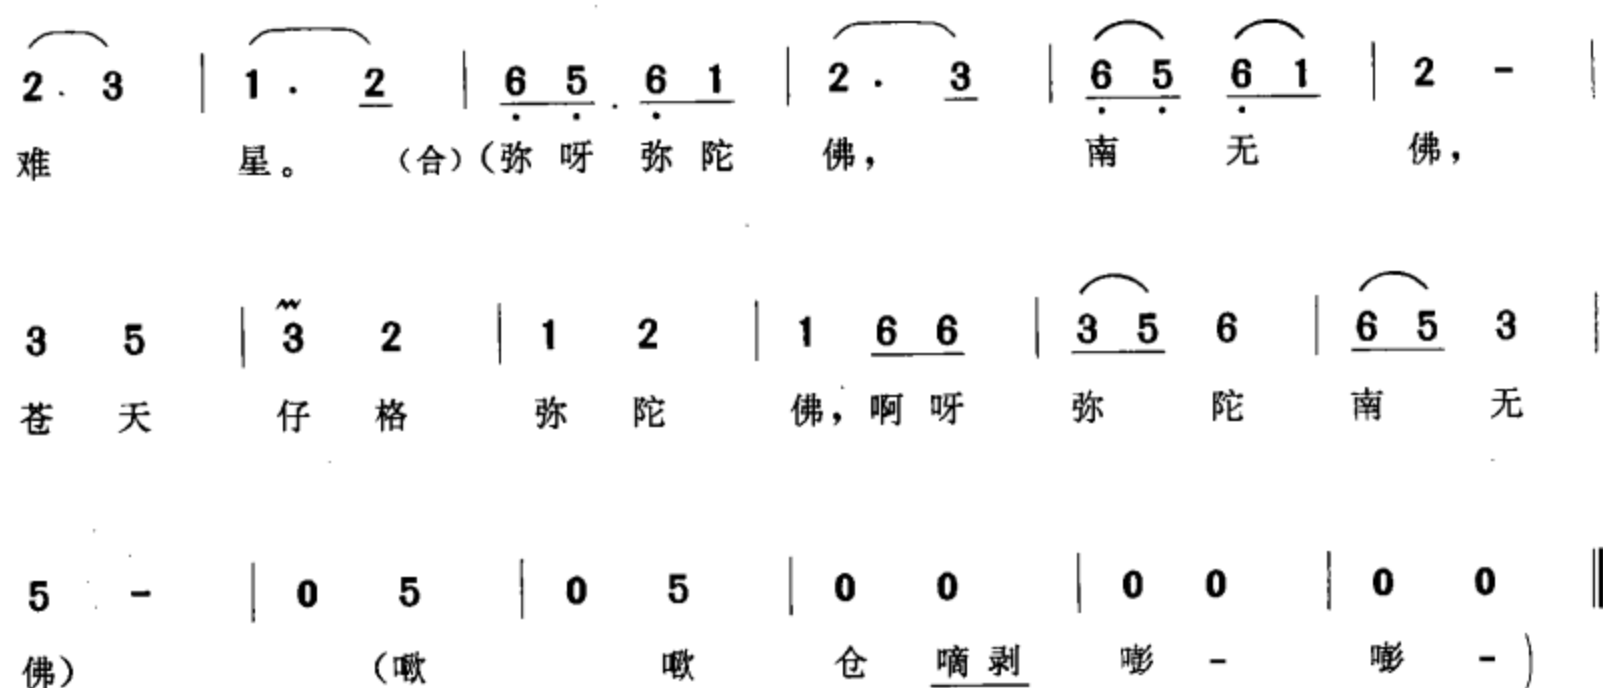 2 . 3 | 1 . 2 | 6 5 . 6 1 | 2 . 3 | 6 5 6 1 | 2 - |
难 星。 (合)(弥 呀 弥 陀 佛, 南 无 佛,
3 5 | 3 2 | 1 2 | 1 6 6 | 3 5 6 | 6 5 3 |
苍 天 仔 格 弥 陀 佛, 啊 呀 弥 陀 南 无
5 - | 0 5 | 0 5 | 0 0 | 0 0 | 0 0 ‖
佛) (嗽 嗽 仓 嘀 剥 嘭 - 嘭 -)